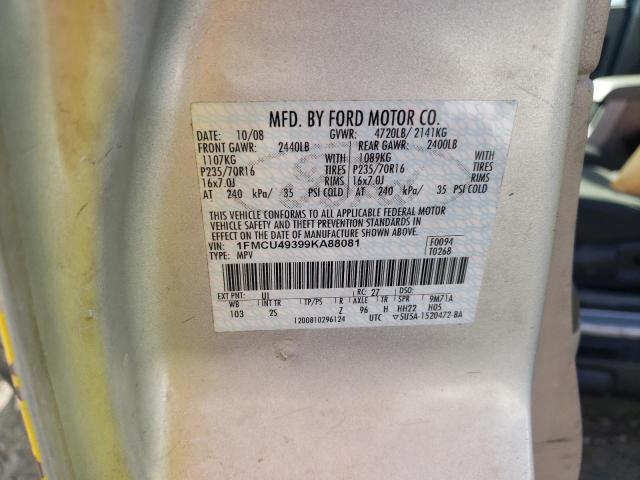 MFD. BY FORD MOTOR CO.
DATE: 10/08 GVWR: 4720LB/ 2141KG
FRONT GAWR: 2440LB REAR GAWR: 2400LB
1107KG WITH 1089KG WITH
P235/70R16 TIRES P235/70R16 TIRES
16x7.0J RIMS 16x7.0J RIMS
AT 240 kPa/ 35 PSI COLD AT 240 kPa/ 35 PSI COLD
THIS VEHICLE CONFORMS TO ALL APPLICABLE FEDERAL MOTOR
VEHICLE SAFETY AND THEFT PREVENTION STANDARDS IN EFFECT ON
THE DATE OF MANUFACTURE SHOWN ABOVE.
VIN: 1FMCU49399KA88081 F0094
TYPE: MPV T0268
EXT PNT: UI RC: 27 DSO:
WB INT TR TP/PS R AXLE TR SPR 9M71A
103 2S Z 96 H HH22 H05
1200810296124 UTC ▽5U5A-1520472-BA